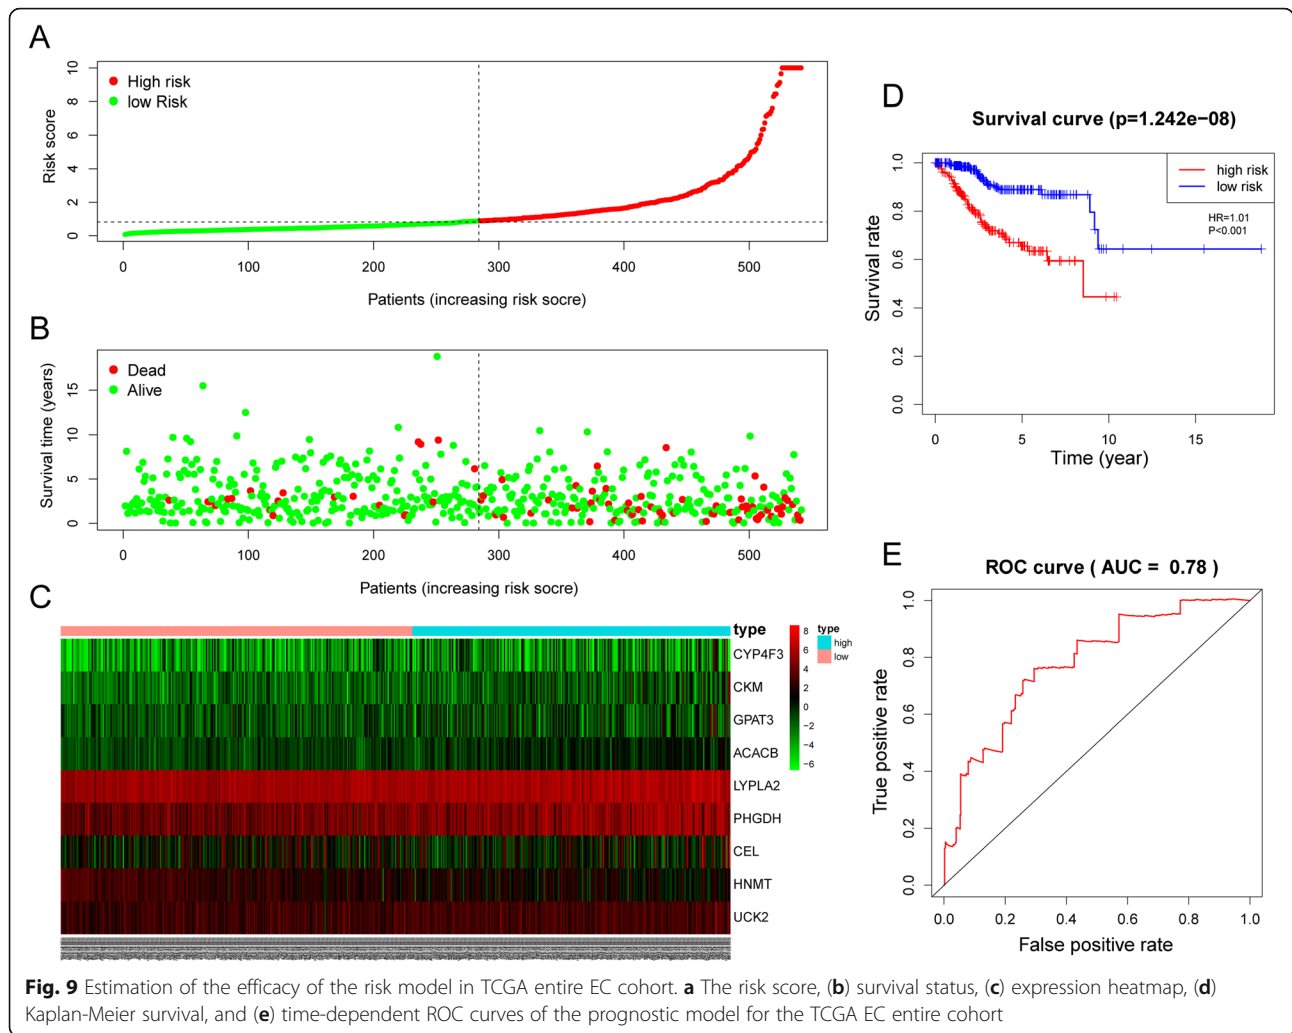 A
High risk
low Risk
Risk score
10
8
6
4
2
0
0 100 200 300 400 500
Patients (increasing risk socre)
B
Dead
Alive
Survival time (years)
15
10
5
0
0 100 200 300 400 500
Patients (increasing risk socre)
C
type
CYP4F3
CKM
GPAT3
ACACB
LYPLA2
PHGDH
CEL
HNMT
UCK2
8
6
4
2
0
−2
−4
−6
type
high
low
D
Survival curve (p=1.242e−08)
high risk
low risk
HR=1.01
P<0.001
Survival rate
1.0
0.8
0.6
0.4
0.2
0.0
0 5 10 15
Time (year)
E
ROC curve ( AUC = 0.78 )
True positive rate
1.0
0.8
0.6
0.4
0.2
0.0
0.0 0.2 0.4 0.6 0.8 1.0
False positive rate
Fig. 9 Estimation of the efficacy of the risk model in TCGA entire EC cohort. a The risk score, (b) survival status, (c) expression heatmap, (d)
Kaplan-Meier survival, and (e) time-dependent ROC curves of the prognostic model for the TCGA EC entire cohort